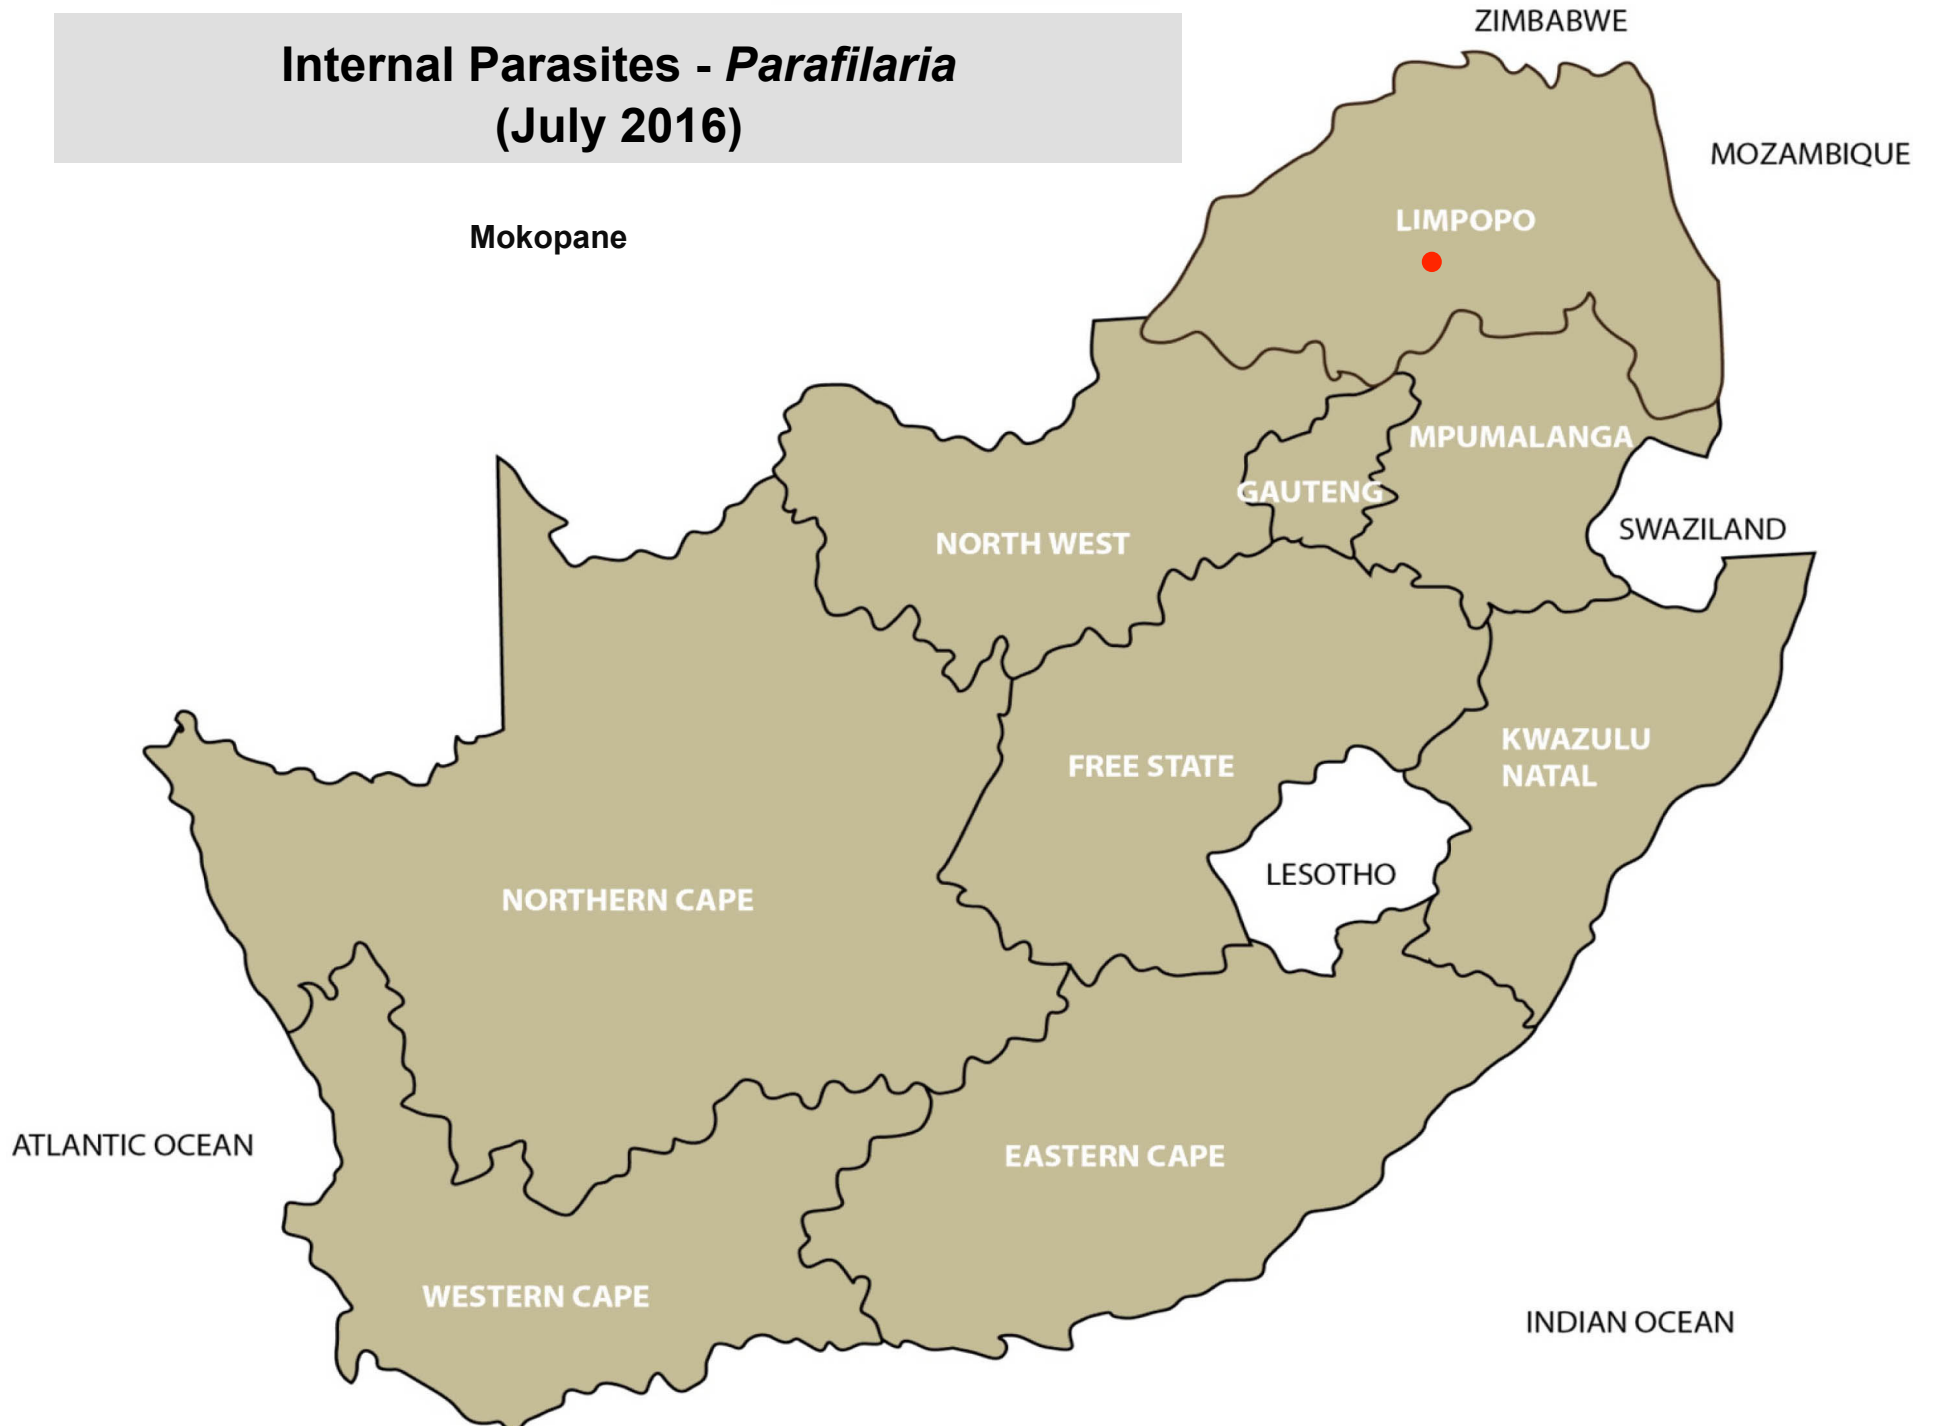 Internal Parasites - Parafilaria
(July 2016)
ZIMBABWE
MOZAMBIQUE
Mokopane
LIMPOPO
MPUMALANGA
GAUTENG
SWAZILAND
NORTH WEST
KWAZULU
NATAL
FREE STATE
LESOTHO
NORTHERN CAPE
ATLANTIC OCEAN
EASTERN CAPE
WESTERN CAPE
INDIAN OCEAN